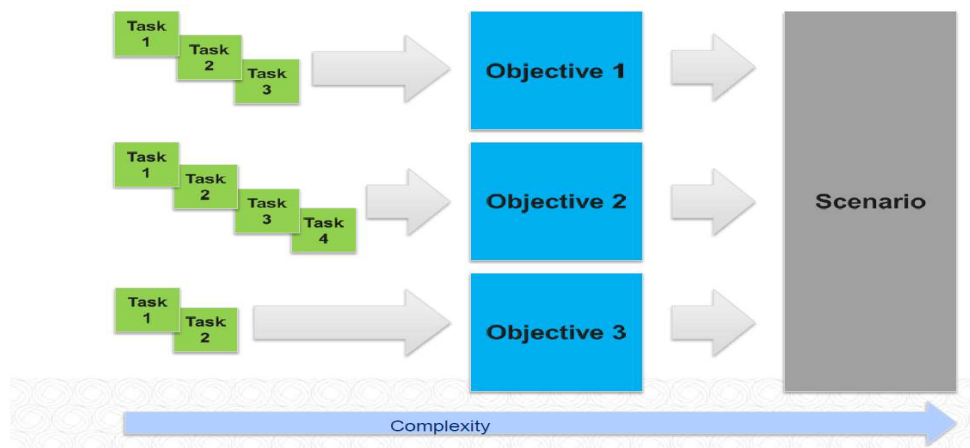 Task
1
Task
2
Task
3
Objective 1
Task
1
Task
2
Task
3
Task
4
Objective 2
Scenario
Task
1
Task
2
Objective 3
Complexity